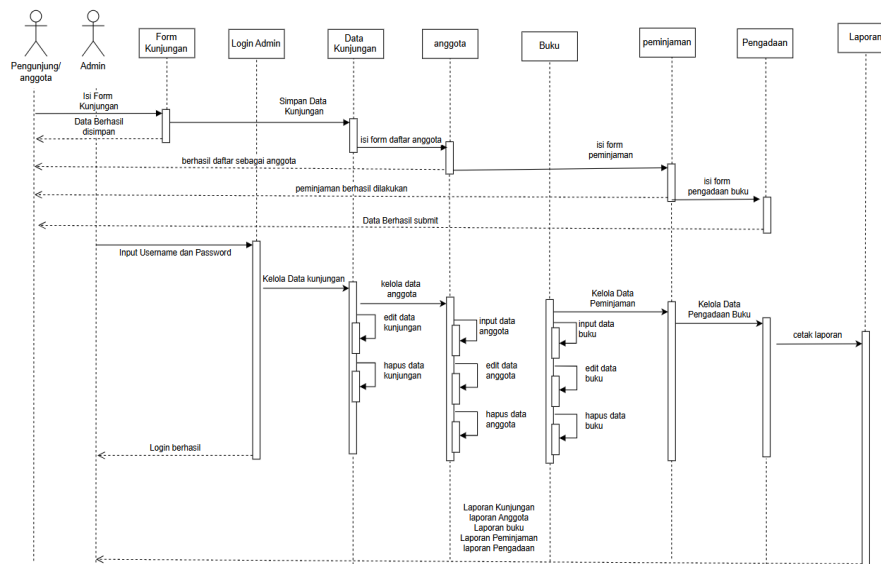 Pengunjung/
anggota
Admin
Form
Kunjungan
Login Admin
Data
Kunjungan
anggota
Buku
peminjaman
Pengadaan
Laporan
Isi Form
Kunjungan
Data Berhasil
disimpan
Simpan Data
Kunjungan
isi form daftar anggota
berhasil daftar sebagai anggota
isi form
peminjaman
peminjaman berhasil dilakukan
isi form
pengadaan buku
Data Berhasil submit
Input Username dan Password
Kelola Data kunjungan
kelola data
anggota
Kelola Data
Peminjaman
Kelola Data
Pengadaan Buku
cetak laporan
edit data
kunjungan
input data
anggota
input data
buku
hapus data
kunjungan
edit data
anggota
edit data
buku
hapus data
anggota
hapus data
buku
Login berhasil
Laporan Kunjungan
laporan Anggota
Laporan buku
Laporan Peminjaman
laporan Pengadaan